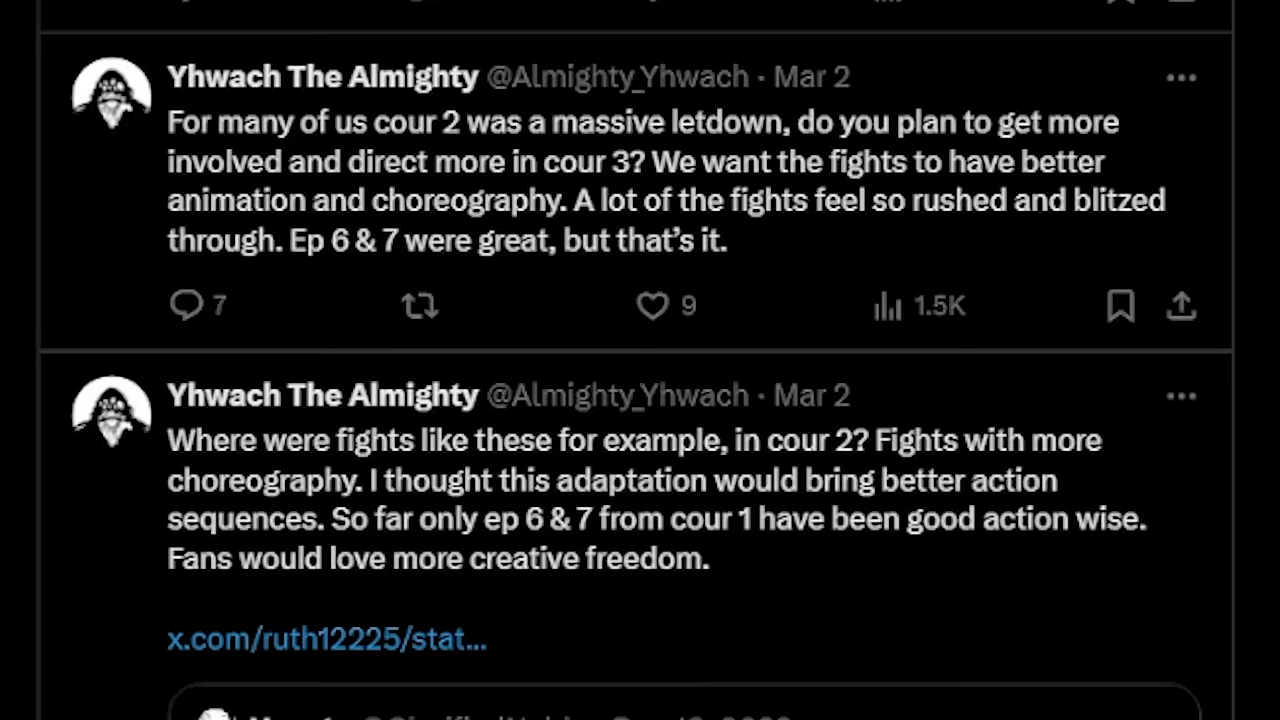 Yhwach The Almighty @Almighty_Yhwach · Mar 2
For many of us cour 2 was a massive letdown, do you plan to get more
involved and direct more in cour 3? We want the fights to have better
animation and choreography. A lot of the fights feel so rushed and blitzed
through. Ep 6 & 7 were great, but that’s it.
7 9 1.5K
Yhwach The Almighty @Almighty_Yhwach · Mar 2
Where were fights like these for example, in cour 2? Fights with more
choreography. I thought this adaptation would bring better action
sequences. So far only ep 6 & 7 from cour 1 have been good action wise.
Fans would love more creative freedom.
x.com/ruth12225/stat...